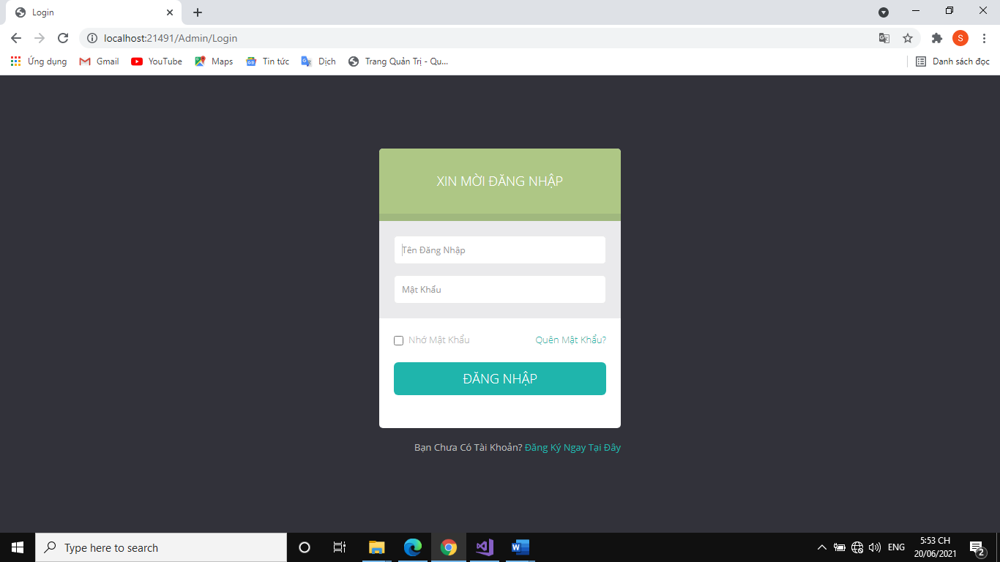 Login
localhost:21491/Admin/Login
S
Ứng dụng Gmail YouTube Maps Tin tức Dịch Trang Quản Trị - Qu... Danh sách đọc
XIN MỜI ĐĂNG NHẬP
Tên Đăng Nhập
Mật Khẩu
Nhớ Mật Khẩu Quên Mật Khẩu?
ĐĂNG NHẬP
Bạn Chưa Có Tài Khoản? Đăng Ký Ngay Tại Đây
Type here to search
ENG
5:53 CH
20/06/2021
2